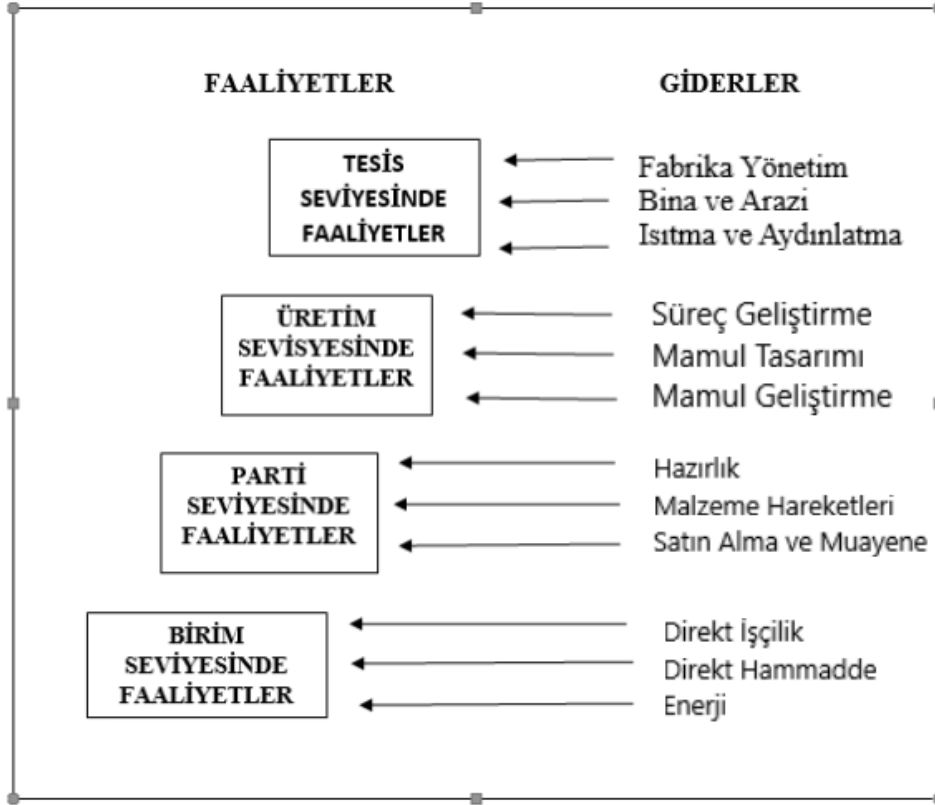 FAALİYETLER GİDERLER
TESİS
SEVİYESİNDE
FAALİYETLER
Fabrika Yönetim
Bina ve Arazi
Isıtma ve Aydınlatma
ÜRETİM
SEVİSYESİNDE
FAALİYETLER
Süreç Geliştirme
Mamul Tasarımı
Mamul Geliştirme
PARTİ
SEVİYESİNDE
FAALİYETLER
Hazırlık
Malzeme Hareketleri
Satın Alma ve Muayene
BİRİM
SEVİYESİNDE
FAALİYETLER
Direkt İşçilik
Direkt Hammadde
Enerji